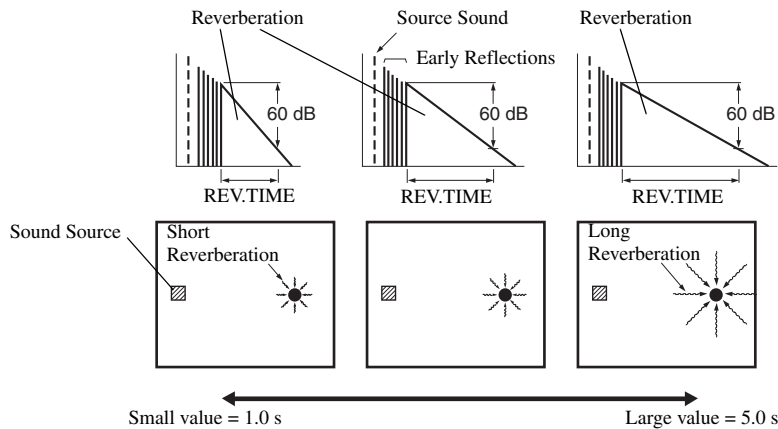 Reverberation
Source Sound
Reverberation
Early Reflections
60 dB
60 dB
60 dB
REV.TIME
REV.TIME
REV.TIME
Sound Source
Short
Reverberation
Long
Reverberation
Small value = 1.0 s
Large value = 5.0 s